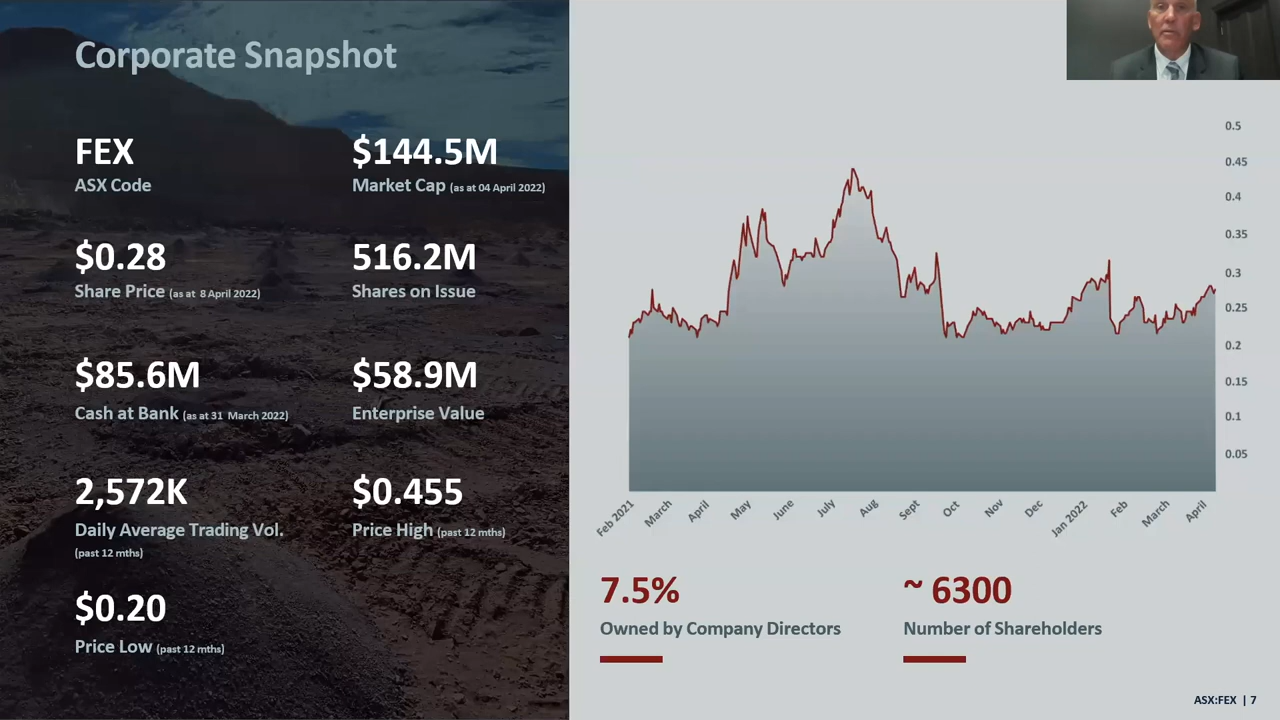 Corporate Snapshot
FEX
ASX Code
$144.5M
Market Cap (as at 04 April 2022)
$0.28
Share Price (as at 8 April 2022)
516.2M
Shares on Issue
$85.6M
Cash at Bank (as at 31 March 2022)
$58.9M
Enterprise Value
2,572K
Daily Average Trading Vol.
(past 12 mths)
$0.455
Price High (past 12 mths)
$0.20
Price Low (past 12 mths)
0.5
0.45
0.4
0.35
0.3
0.25
0.2
0.15
0.1
0.05
Feb 2021
March
April
May
June
July
Aug
Sept
Oct
Nov
Dec
Jan 2022
Feb
March
April
7.5%
Owned by Company Directors
~ 6300
Number of Shareholders
ASX:FEX | 7